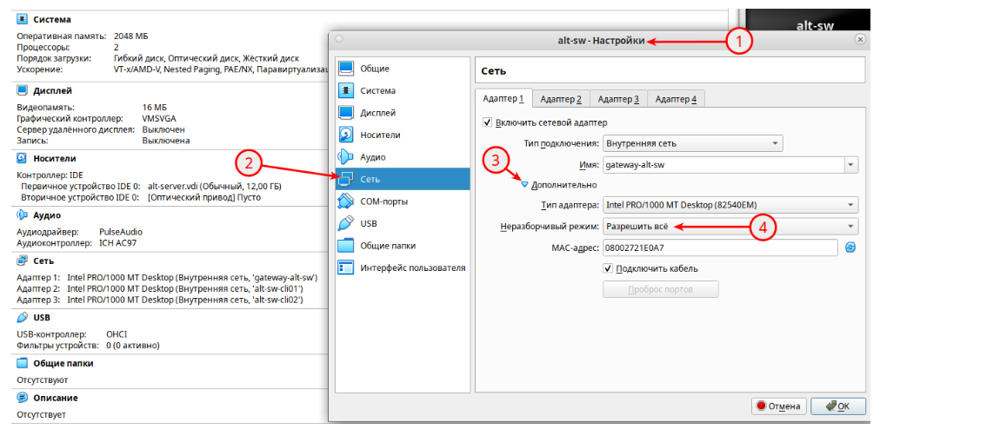 Система
Оперативная память: 2048 МБ
Процессоры: 2
Порядок загрузки: Гибкий диск, Оптический диск, Жёсткий диск
Ускорение: VT-x/AMD-V, Nested Paging, PAE/NX, Паравиртуализа
Дисплей
Видеопамять: 16 МБ
Графический контроллер: VMSVGA
Сервер удалённого дисплея: Выключен
Запись: Выключена
Носители
Контроллер: IDE
Первичное устройство IDE 0: alt-server.vdi (Обычный, 12,00 ГБ)
Вторичное устройство IDE 0: [Оптический привод] Пусто
Аудио
Аудиодрайвер: PulseAudio
Аудиоконтроллер: ICH AC97
Сеть
Адаптер 1: Intel PRO/1000 MT Desktop (Внутренняя сеть, 'gateway-alt-sw')
Адаптер 2: Intel PRO/1000 MT Desktop (Внутренняя сеть, 'alt-sw-cli01')
Адаптер 3: Intel PRO/1000 MT Desktop (Внутренняя сеть, 'alt-sw-cli02')
USB
USB-контроллер: OHCI
Фильтры устройств: 0 (0 активно)
Общие папки
Отсутствуют
Описание
Отсутствует
alt-sw
alt-sw - Настройки
1
Общие
Система
Дисплей
Носители
Аудио
2
Сеть
COM-порты
USB
Общие папки
Интерфейс пользователя
Сеть
Адаптер 1 Адаптер 2 Адаптер 3 Адаптер 4
Включить сетевой адаптер
Тип подключения: Внутренняя сеть
Имя: gateway-alt-sw
3
Дополнительно
Тип адаптера: Intel PRO/1000 MT Desktop (82540EM)
Неразборчивый режим: Разрешить всё
4
MAC-адрес: 08002721E0A7
Подключить кабель
Проброс портов
Отмена OK